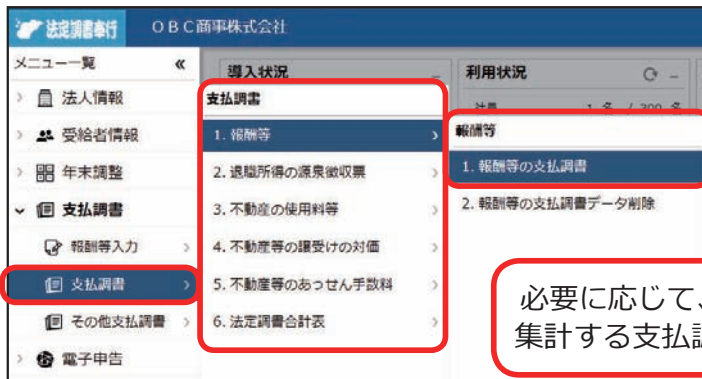 法定調書奉行 ＯＢＣ商事株式会社
メニュー一覧 «
法人情報
受給者情報
年末調整
支払調書
報酬等入力
支払調書
その他支払調書
電子申告
導入状況
支払調書
1. 報酬等
2. 退職所得の源泉徴収票
3. 不動産の使用料等
4. 不動産等の譲受けの対価
5. 不動産等のあっせん手数料
6. 法定調書合計表
利用状況
社員 1 名 / 300 名
報酬等
1. 報酬等の支払調書
2. 報酬等の支払調書データ削除
必要に応じて、
集計する支払調